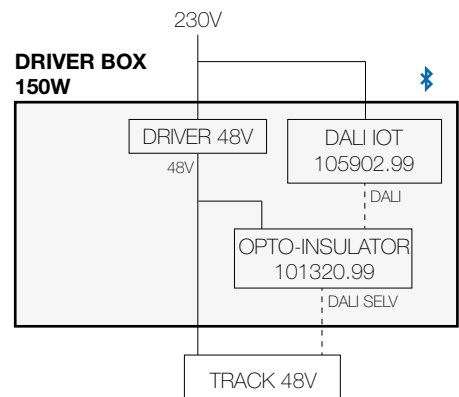 230V
DRIVER BOX
150W
DRIVER 48V
48V
DALI IOT
105902.99
DALI
OPTO-INSULATOR
101320.99
DALI SELV
TRACK 48V